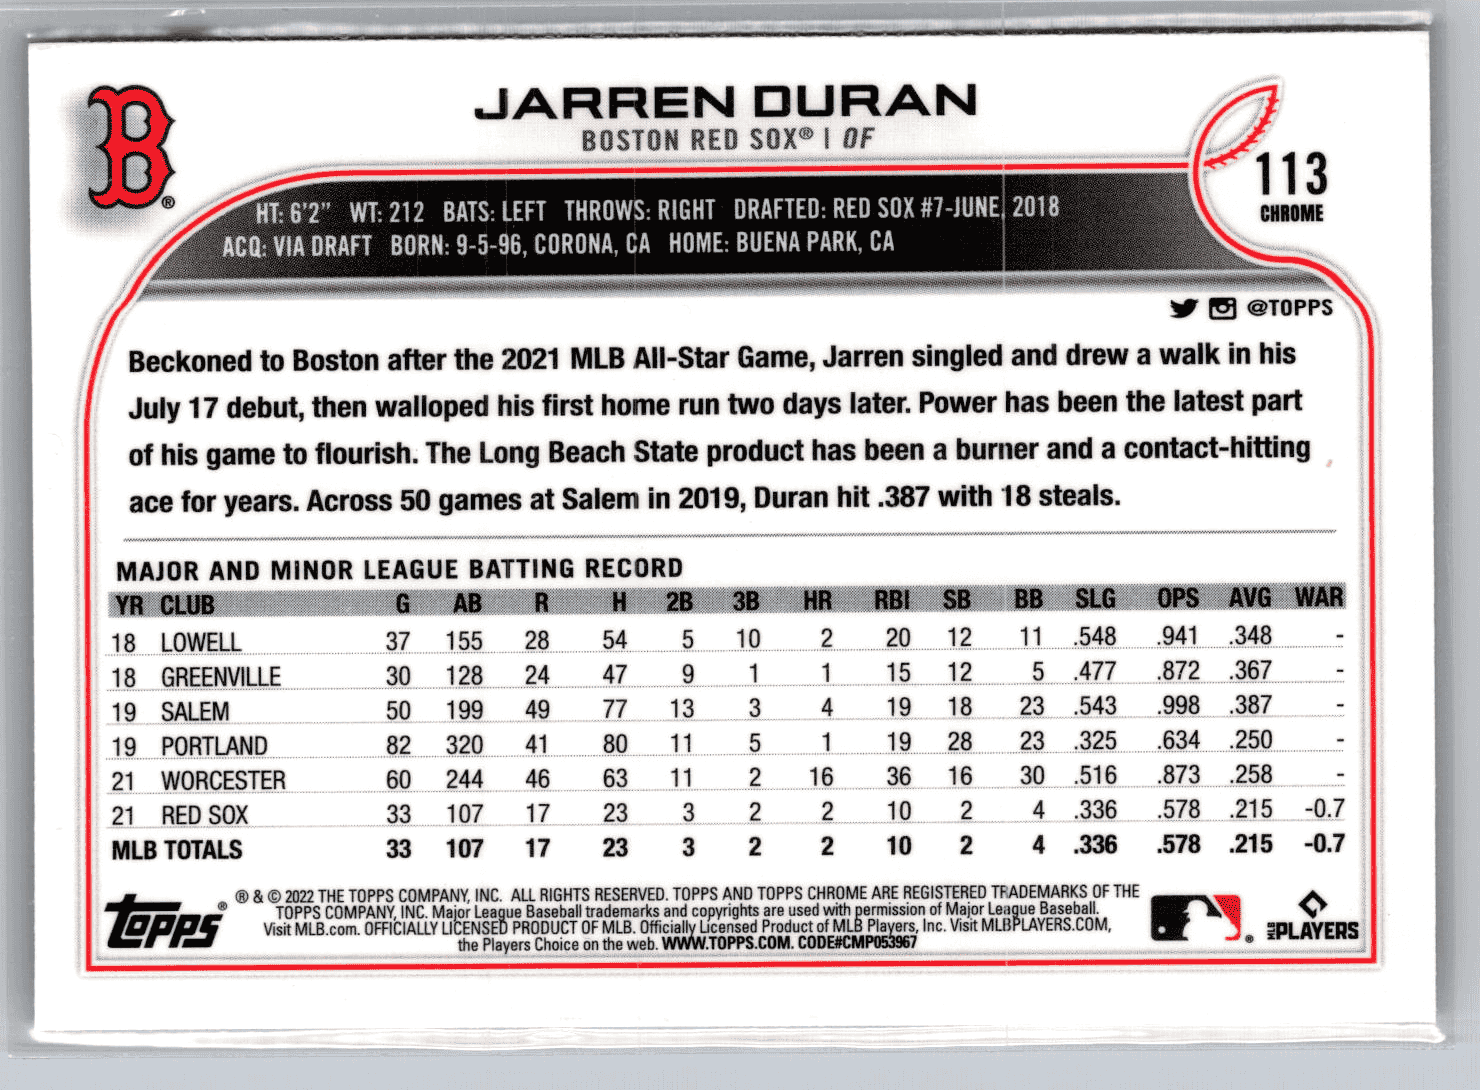 B®
JARREN DURAN
BOSTON RED SOX® | OF
113
CHROME
HT: 6'2" WT: 212 BATS: LEFT THROWS: RIGHT DRAFTED: RED SOX #7-JUNE, 2018
ACQ: VIA DRAFT BORN: 9-5-96, CORONA, CA HOME: BUENA PARK, CA
@TOPPS
Beckoned to Boston after the 2021 MLB All-Star Game, Jarren singled and drew a walk in his
July 17 debut, then walloped his first home run two days later. Power has been the latest part
of his game to flourish. The Long Beach State product has been a burner and a contact-hitting
ace for years. Across 50 games at Salem in 2019, Duran hit .387 with 18 steals.
MAJOR AND MINOR LEAGUE BATTING RECORD
YR CLUB G AB R H 2B 3B HR RBI SB BB SLG OPS AVG WAR
18 LOWELL 37 155 28 54 5 10 2 20 12 11 .548 .941 .348 -
18 GREENVILLE 30 128 24 47 9 1 1 15 12 5 .477 .872 .367 -
19 SALEM 50 199 49 77 13 3 4 19 18 23 .543 .998 .387 -
19 PORTLAND 82 320 41 80 11 5 1 19 28 23 .325 .634 .250 -
21 WORCESTER 60 244 46 63 11 2 16 36 16 30 .516 .873 .258 -
21 RED SOX 33 107 17 23 3 2 2 10 2 4 .336 .578 .215 -0.7
MLB TOTALS 33 107 17 23 3 2 2 10 2 4 .336 .578 .215 -0.7
TOPPS®
® & © 2022 THE TOPPS COMPANY, INC. ALL RIGHTS RESERVED. TOPPS AND TOPPS CHROME ARE REGISTERED TRADEMARKS OF THE
TOPPS COMPANY, INC. Major League Baseball trademarks and copyrights are used with permission of Major League Baseball.
Visit MLB.com. OFFICIALLY LICENSED PRODUCT OF MLB. Officially Licensed Product of MLB Players, Inc. Visit MLBPLAYERS.COM,
the Players Choice on the web. WWW.TOPPS.COM. CODE#CMP053967
®
MLB PLAYERS